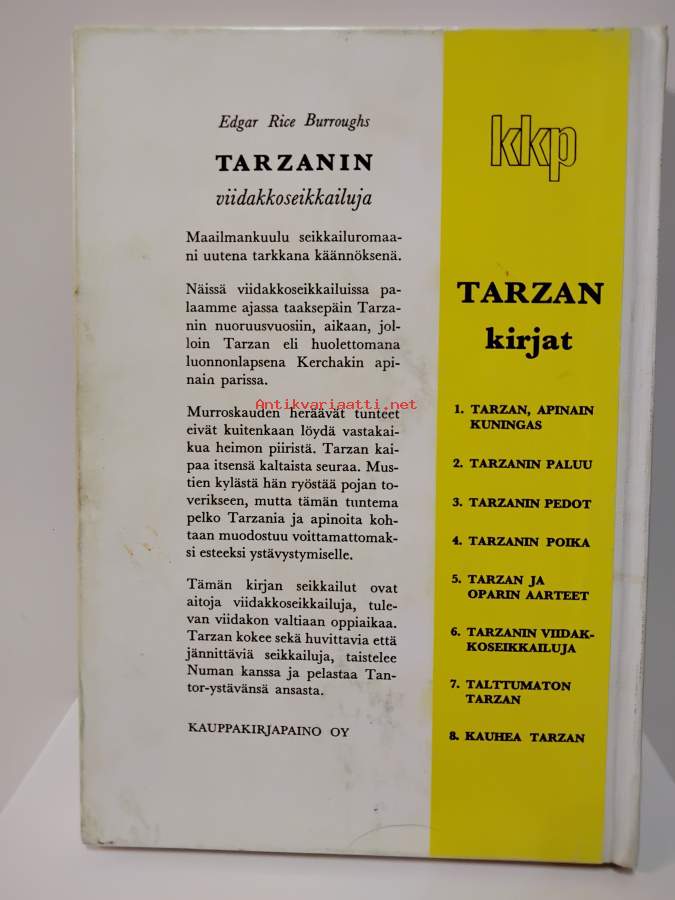 Edgar Rice Burroughs
TARZANIN
viidakkoseikkailuja
Maailmankuulu seikkailuromaa-
ni uutena tarkkana käännöksenä.
Näissä viidakkoseikkailuissa pa-
laamme ajassa taaksepäin Tarza-
nin nuoruusvuosiin, aikaan, jol-
loin Tarzan eli huolettomana
luonnonlapsena Kerchakin api-
nain parissa.
Antikvariaatti.net
Murroskauden heräävät tunteet
eivät kuitenkaan löydä vastakai-
kua heimon piiristä. Tarzan kai-
paa itsensä kaltaista seuraa. Mus-
tien kylästä hän ryöstää pojan to-
verikseen, mutta tämän tuntema
pelko Tarzania ja apinoita koh-
taan muodostuu voittamattomak-
si esteeksi ystävystymiselle.
Tämän kirjan seikkailut ovat
aitoja viidakkoseikkailuja, tule-
van viidakon valtiaan oppiaikaa.
Tarzan kokee sekä huvittavia että
jännittäviä seikkailuja, taistelee
Numan kanssa ja pelastaa Tan-
tor-ystävänsä ansasta.
KAUPPAKIRJAPAINO OY
kkp
TARZAN
kirjat
1. TARZAN, APINAIN
KUNINGAS
2. TARZANIN PALUU
3. TARZANIN PEDOT
4. TARZANIN POIKA
5. TARZAN JA
OPARIN AARTEET
6. TARZANIN VIIDAK-
KOSEIKKAILUJA
7. TALTTUMATON
TARZAN
8. KAUHEA TARZAN